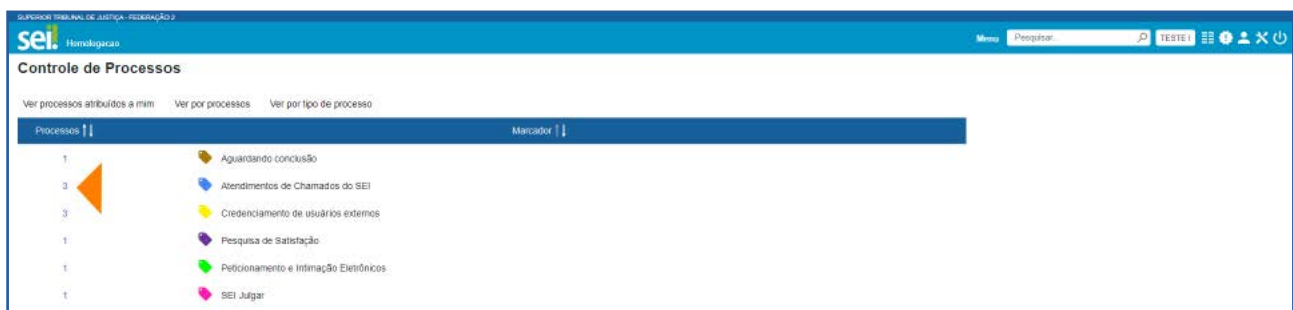 SUPERIOR TRIBUNAL DE JUSTIÇA - FEDERAÇÃO 2
sei. Homologacao Menu Pesquisar... TESTE
Controle de Processos
Ver processos atribuídos a mim Ver por processos Ver por tipo de processo
Processos Marcador
1 Aguardando conclusão
3 Atendimentos de Chamados do SEI
3 Credenciamento de usuários externos
1 Pesquisa de Satisfação
1 Peticionamento e Intimação Eletrônicos
1 SEI Julgar